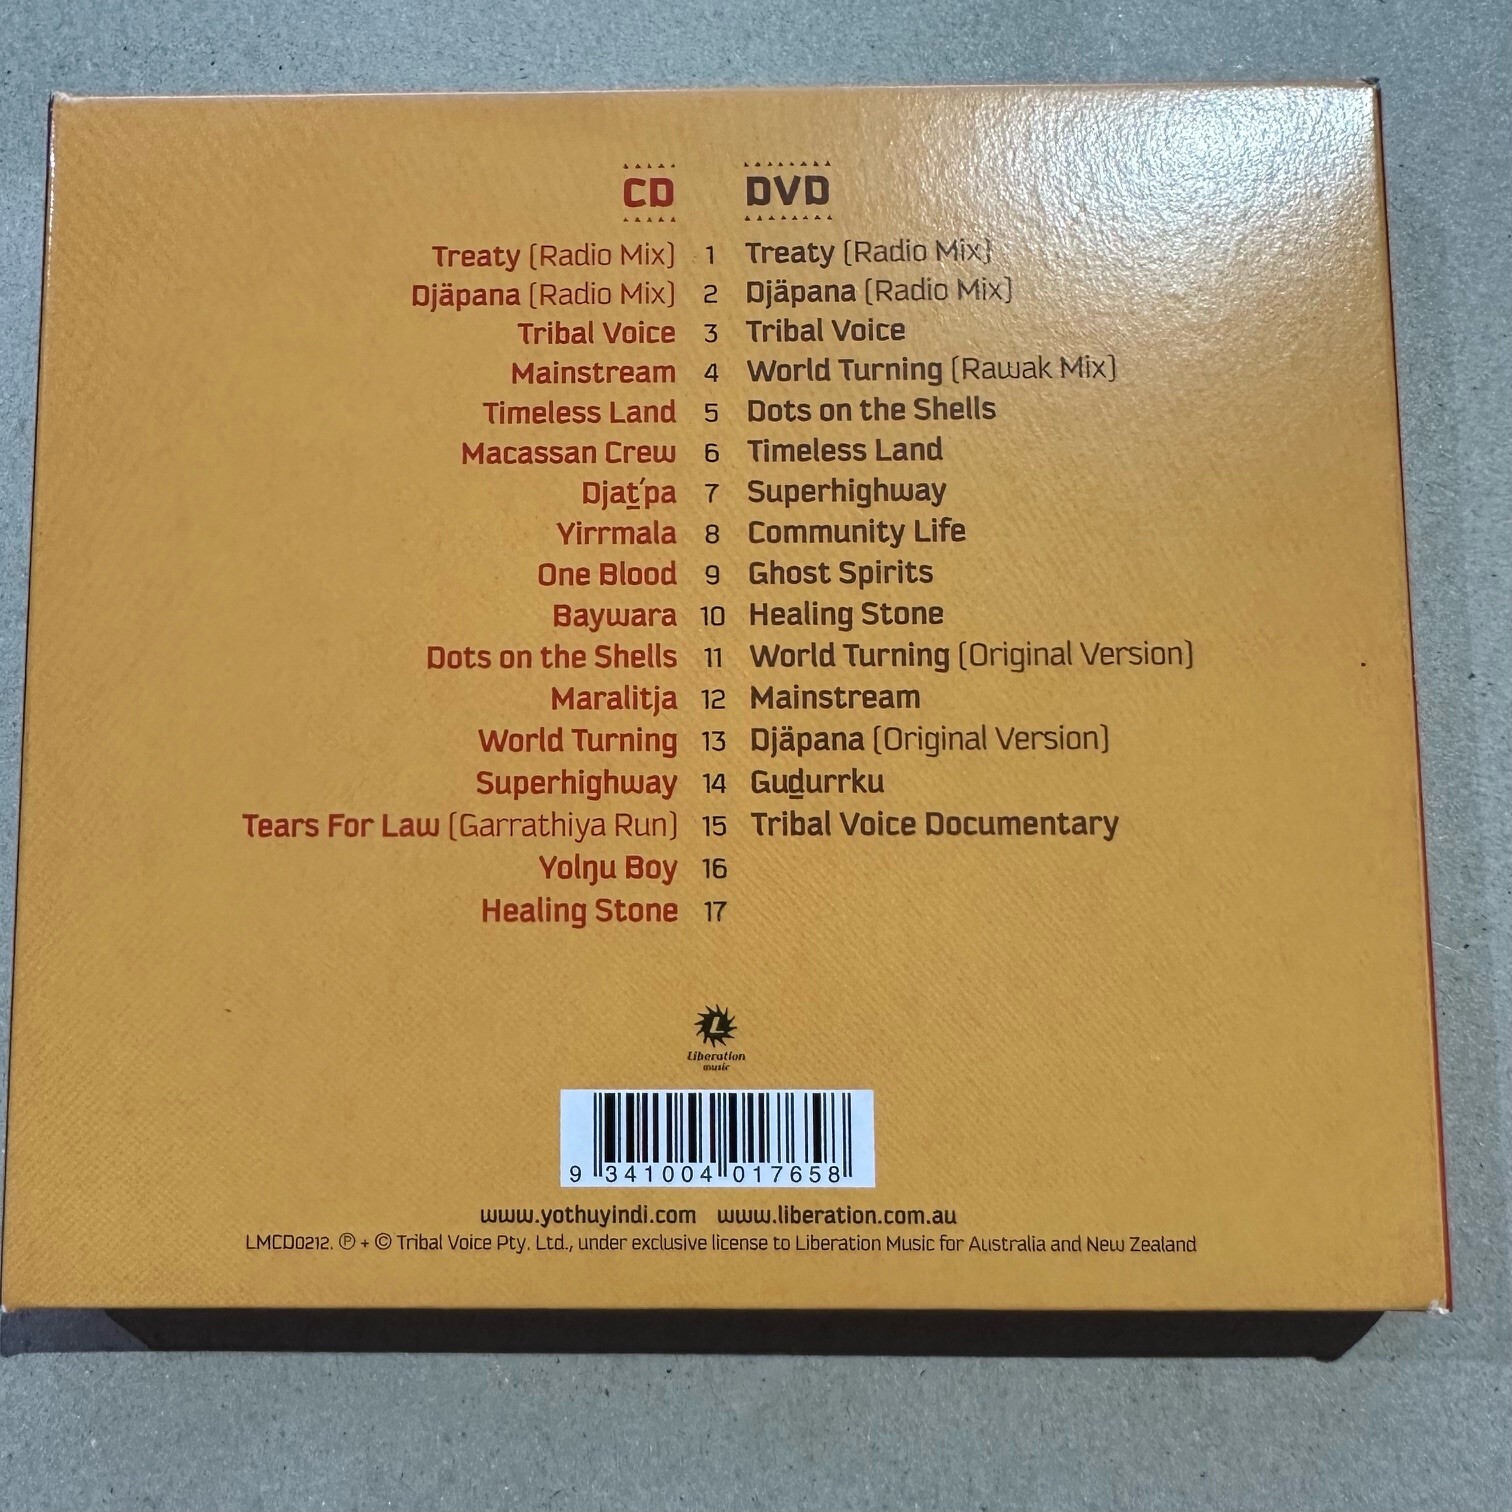 CD DVD
Treaty (Radio Mix) 1 Treaty (Radio Mix)
Djäpana (Radio Mix) 2 Djäpana (Radio Mix)
Tribal Voice 3 Tribal Voice
Mainstream 4 World Turning (Rawak Mix)
Timeless Land 5 Dots on the Shells
Macassan Crew 6 Timeless Land
Djaṯ'pa 7 Superhighway
Yirrmala 8 Community Life
One Blood 9 Ghost Spirits
Baywara 10 Healing Stone
Dots on the Shells 11 World Turning (Original Version)
Maralitja 12 Mainstream
World Turning 13 Djäpana (Original Version)
Superhighway 14 Guḏurrku
Tears For Law (Garrathiya Run) 15 Tribal Voice Documentary
Yolŋu Boy 16
Healing Stone 17
L
Liberation
music
9 341004 017658
www.yothuyindi.com www.liberation.com.au
LMCD0212. ℗ + © Tribal Voice Pty. Ltd., under exclusive license to Liberation Music for Australia and New Zealand